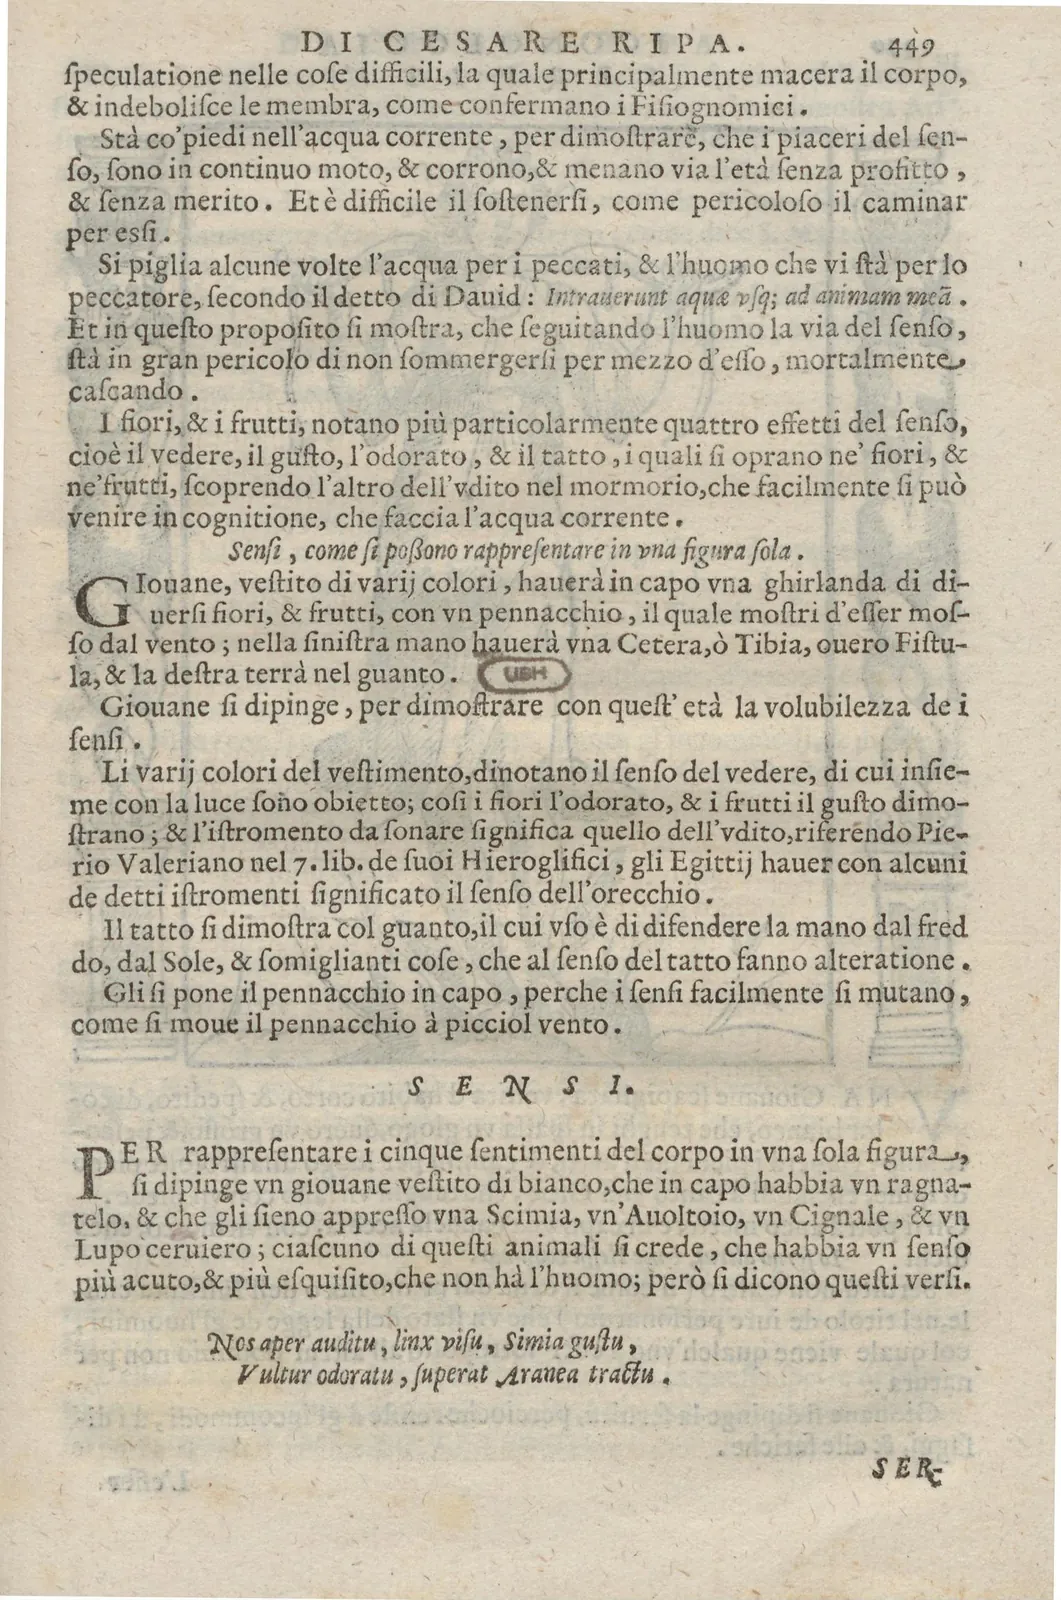 DI CESARE RIPA. 449
ſpeculatione nelle coſe difficili, la quale principalmente macera il corpo,
& indeboliſce le membra, come confermano i Fiſiognomici.
Stà co'piedi nell'acqua corrente, per dimoſtrare, che i piaceri del ſen-
ſo, ſono in continuo moto, & corrono,& menano via l'età ſenza profitto,
& ſenza merito. Et è difficile il ſoſtenerſi, come pericoloſo il caminar
per eſſi.
Si piglia alcune volte l'acqua per i peccati, & l'huomo che vi ſtà per lo
peccatore, ſecondo il detto di Dauid: Intrauerunt aquæ vſq; ad animam meā.
Et in queſto propoſito ſi moſtra, che ſeguitando l'huomo la via del ſenſo,
ſtà in gran pericolo di non ſommergerſi per mezzo d'eſſo, mortalmente
caſcando.
I fiori, & i frutti, notano più particolarmente quattro effetti del ſenſo,
cioè il vedere, il guſto, l'odorato, & il tatto, i quali ſi oprano ne' fiori, &
ne'frutti, ſcoprendo l'altro dell'vdito nel mormorio,che facilmente ſi può
venire in cognitione, che faccia l'acqua corrente.
Senſi, come ſi poßono rappreſentare in vna figura ſola.
GIouane, veſtito di varij colori, hauerà in capo vna ghirlanda di di-
uerſi fiori, & frutti, con vn pennacchio, il quale moſtri d'eſſer moſ-
ſo dal vento; nella ſiniſtra mano hauerà vna Cetera,ò Tibia, ouero Fiſtu-
la, & la deſtra terrà nel guanto. UBH
Giouane ſi dipinge, per dimoſtrare con queſt' età la volubilezza de i
ſenſi.
Li varij colori del veſtimento,dinotano il ſenſo del vedere, di cui inſie-
me con la luce ſono obietto; coſi i fiori l'odorato, & i frutti il guſto dimo-
ſtrano; & l'iſtromento da ſonare ſignifica quello dell'vdito,riferendo Pie-
rio Valeriano nel 7. lib. de ſuoi Hieroglifici, gli Egittij hauer con alcuni
de detti iſtromenti ſignificato il ſenſo dell'orecchio.
Il tatto ſi dimoſtra col guanto,il cui vſo è di difendere la mano dal fred
do, dal Sole, & ſomiglianti coſe, che al ſenſo del tatto fanno alteratione.
Gli ſi pone il pennacchio in capo, perche i ſenſi facilmente ſi mutano,
come ſi moue il pennacchio à picciol vento.
SENSI.
PER rappreſentare i cinque ſentimenti del corpo in vna ſola figura,
ſi dipinge vn giouane veſtito di bianco,che in capo habbia vn ragna-
telo, & che gli ſieno appreſſo vna Scimia, vn'Auoltoio, vn Cignale, & vn
Lupo ceruiero; ciaſcuno di queſti animali ſi crede, che habbia vn ſenſo
più acuto,& più eſquiſito,che non hà l'huomo; però ſi dicono queſti verſi.
Nos aper auditu, linx viſu, Simia guſtu,
Vultur odoratu, ſuperat Aranea tractu.
SER-